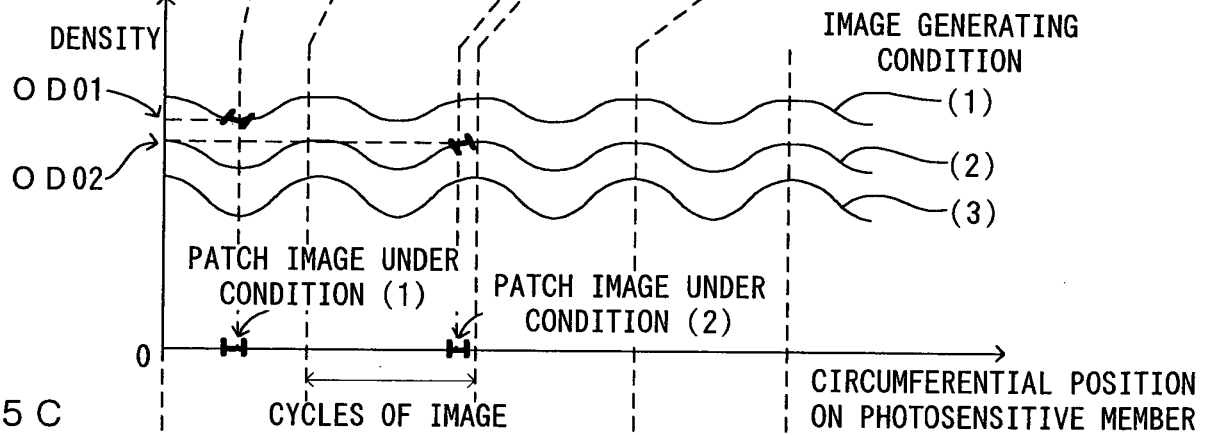 DENSITY
IMAGE GENERATING
CONDITION
O D01
(1)
(2)
O D02
(3)
PATCH IMAGE UNDER
CONDITION (1)
PATCH IMAGE UNDER
CONDITION (2)
0
CIRCUMFERENTIAL POSITION
ON PHOTOSENSITIVE MEMBER
5 C
CYCLES OF IMAGE